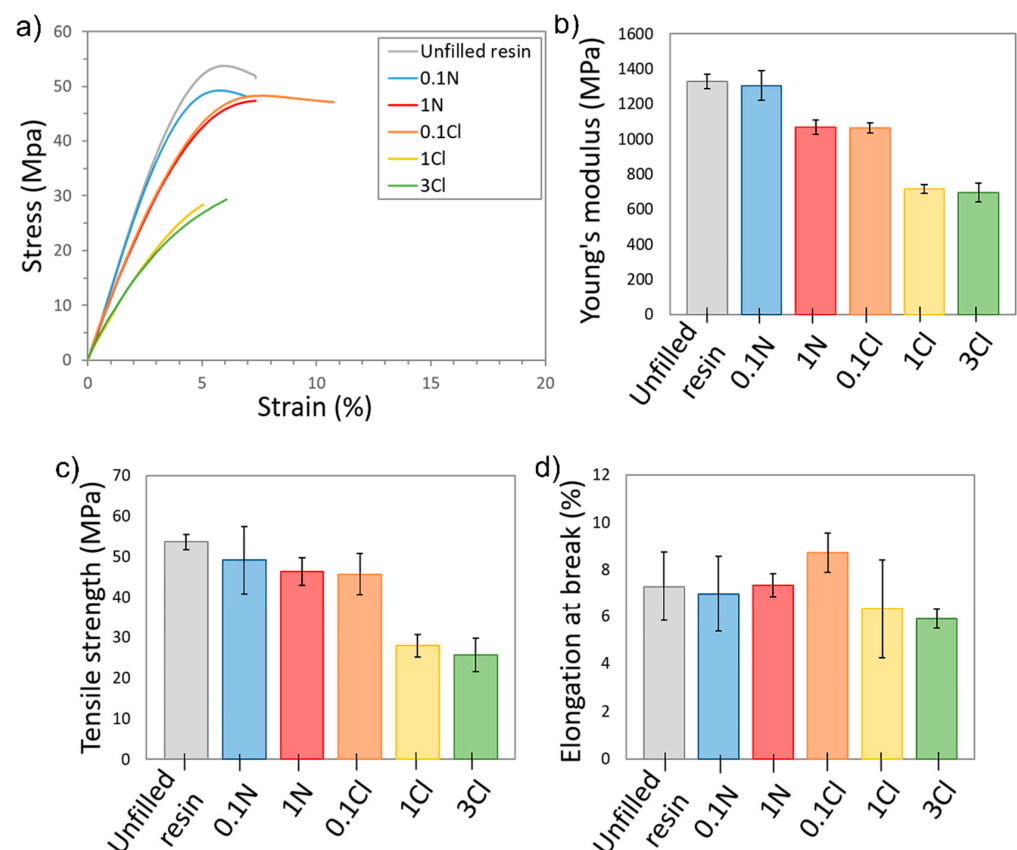 a)
Stress (Mpa)
60
50
40
30
20
10
0
0
5
10
15
20
Strain (%)
Unfilled resin
0.1N
1N
0.1Cl
1Cl
3Cl
b)
Young's modulus (MPa)
1600
1400
1200
1000
800
600
400
200
0
Unfilled
resin
0.1N
1N
0.1Cl
1Cl
3Cl
c)
Tensile strength (MPa)
70
60
50
40
30
20
10
0
Unfilled
resin
0.1N
1N
0.1Cl
1Cl
3Cl
d)
Elongation at break (%)
12
10
8
6
4
2
0
Unfilled
resin
0.1N
1N
0.1Cl
1Cl
3Cl